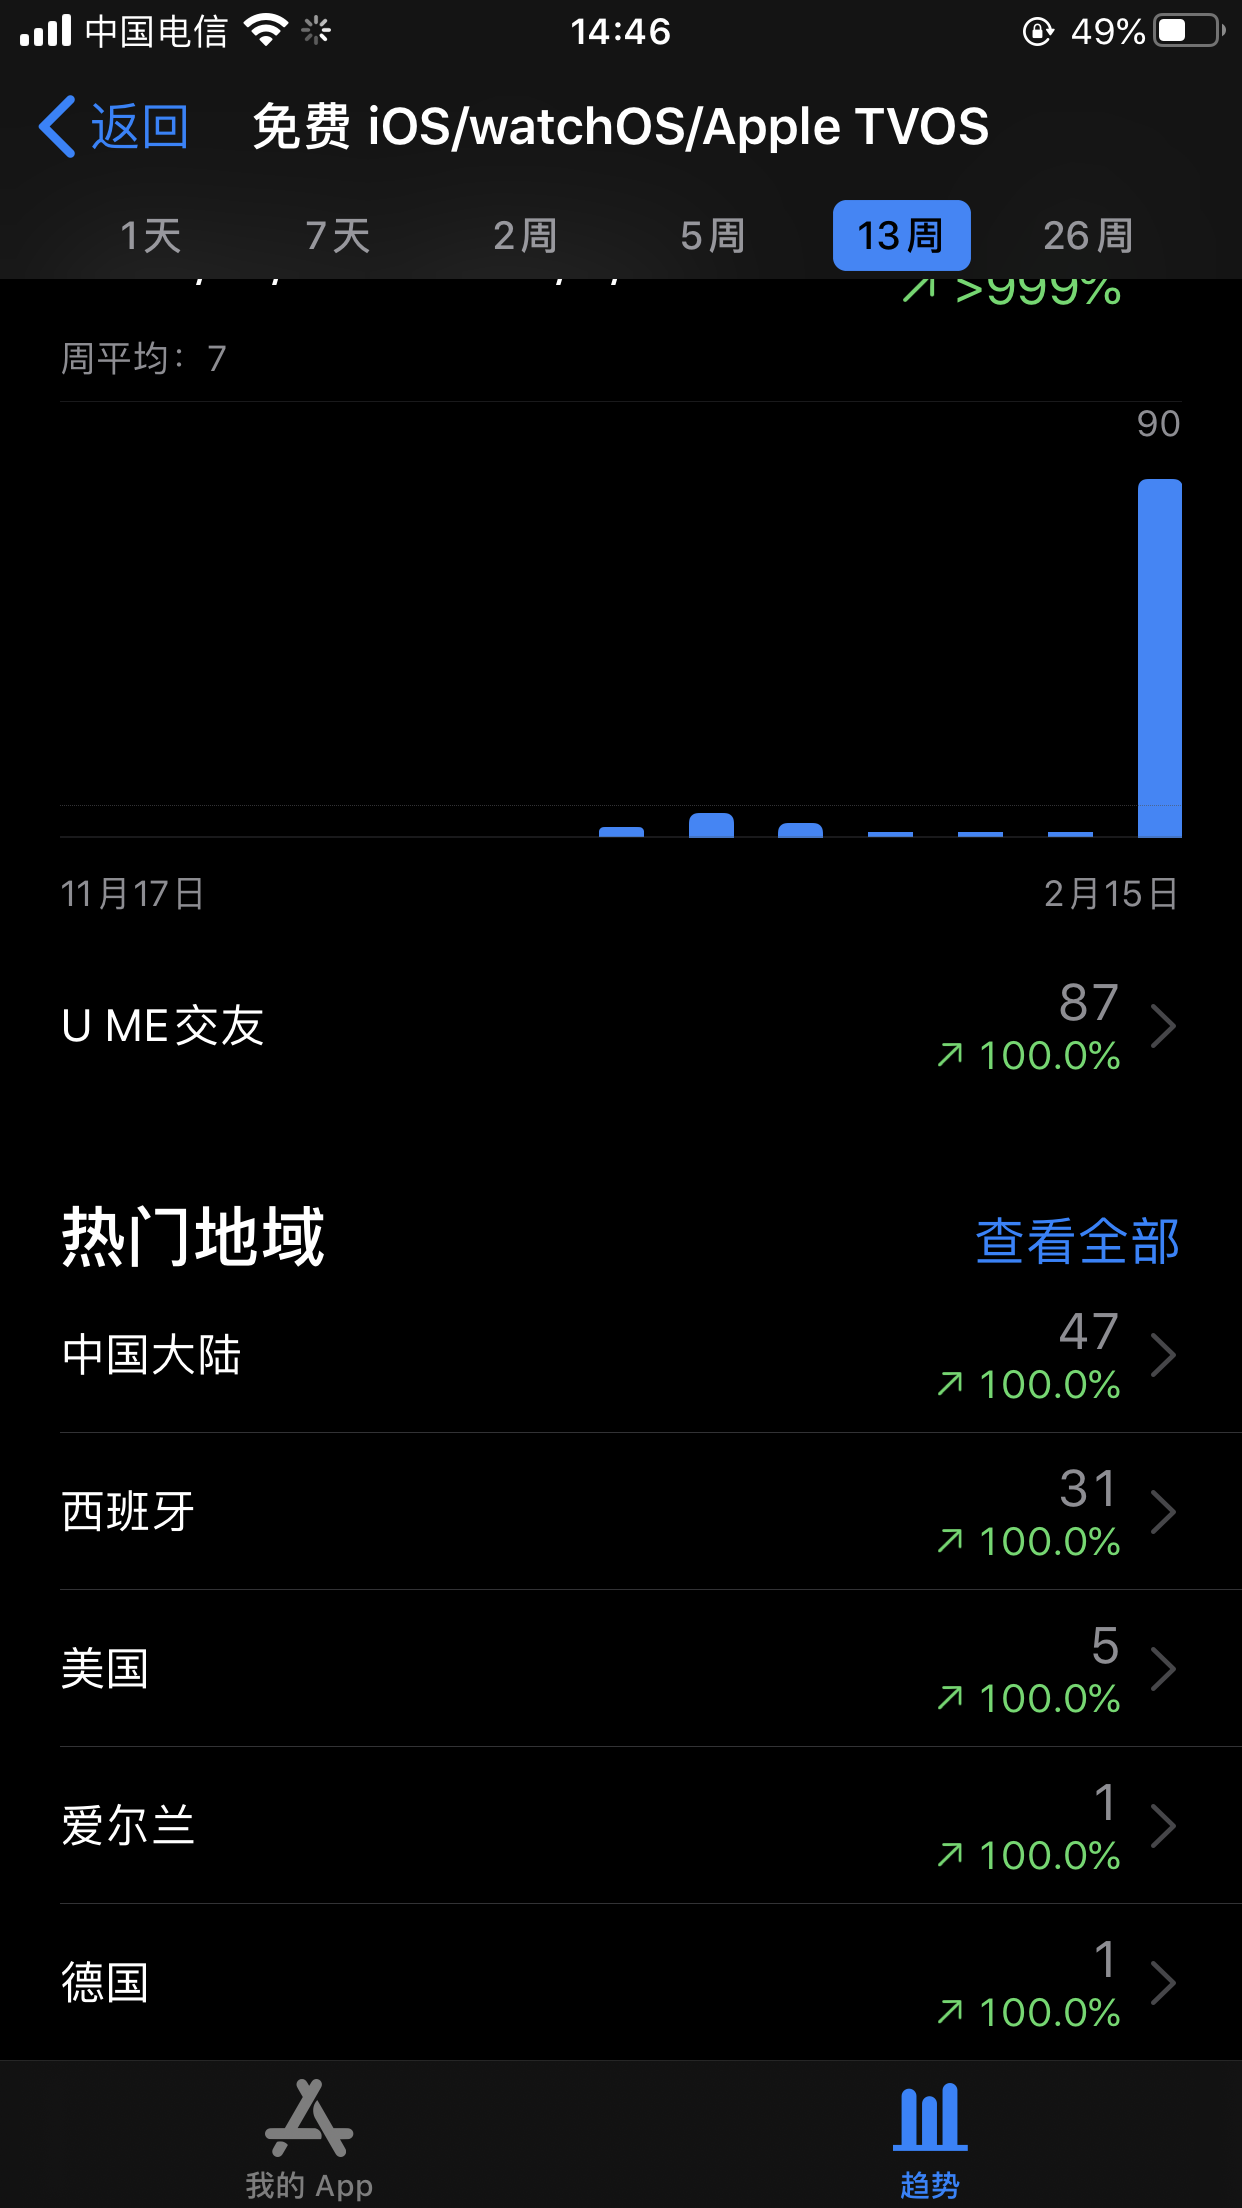 中国电信 14:46 49%
返回 免费 iOS/watchOS/Apple TVOS
1天 7天 2周 5周 13周 26周
>999%
周平均：7
90
11月17日 2月15日
U ME交友 87
100.0%
热门地域 查看全部
中国大陆 47
100.0%
西班牙 31
100.0%
美国 5
100.0%
爱尔兰 1
100.0%
德国 1
100.0%
我的 App 趋势